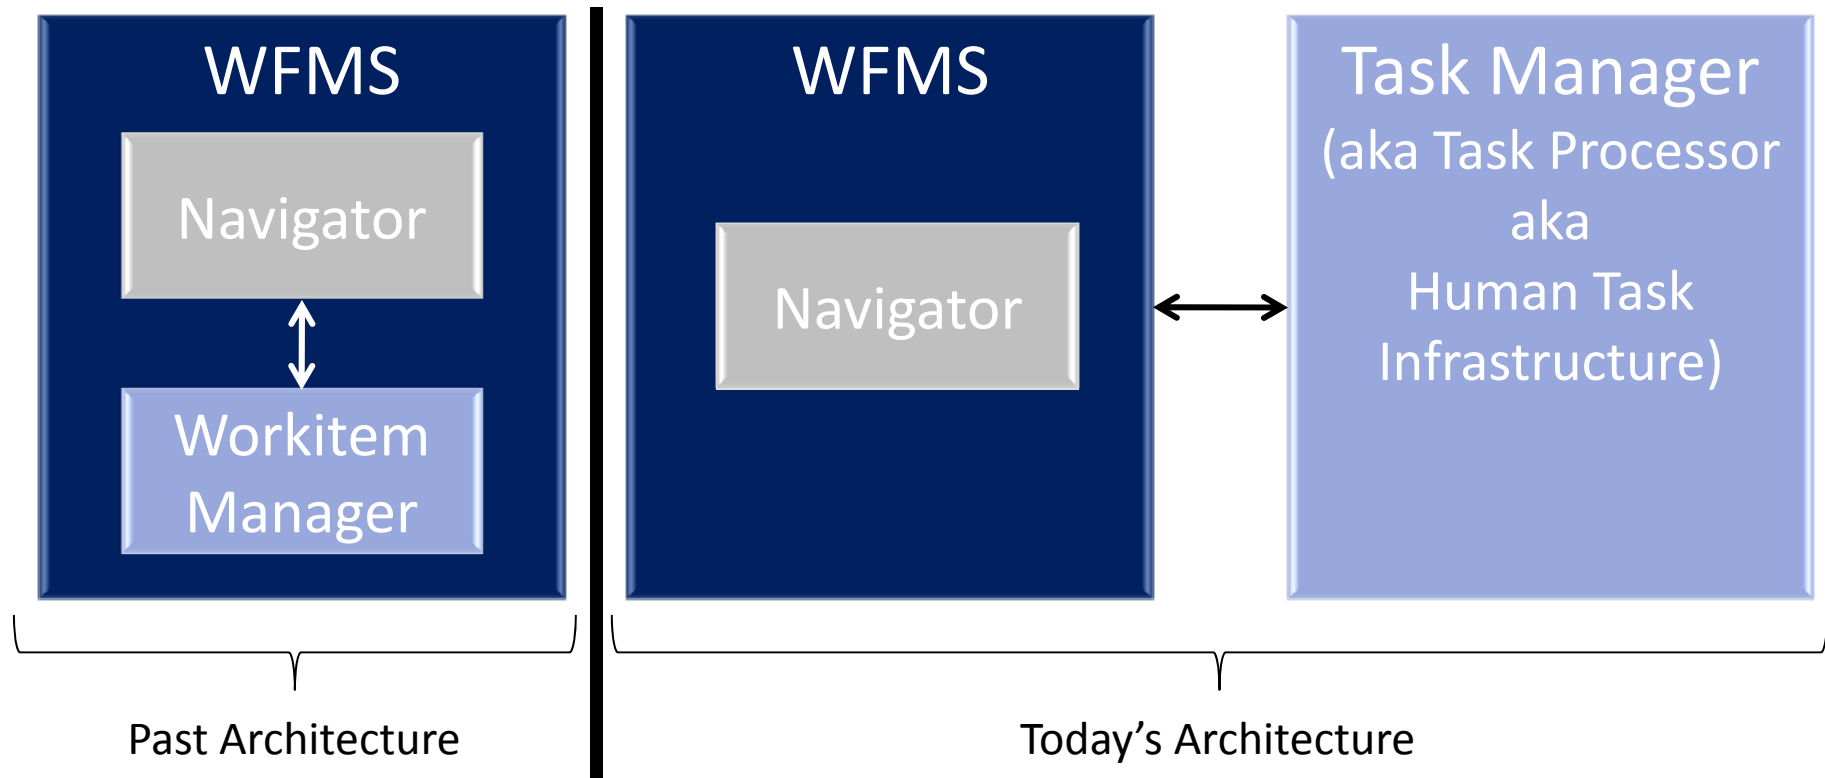 WFMS
Navigator
Workitem
Manager
Past Architecture
WFMS
Navigator
Task Manager
(aka Task Processor
aka
Human Task
Infrastructure)
Today’s Architecture